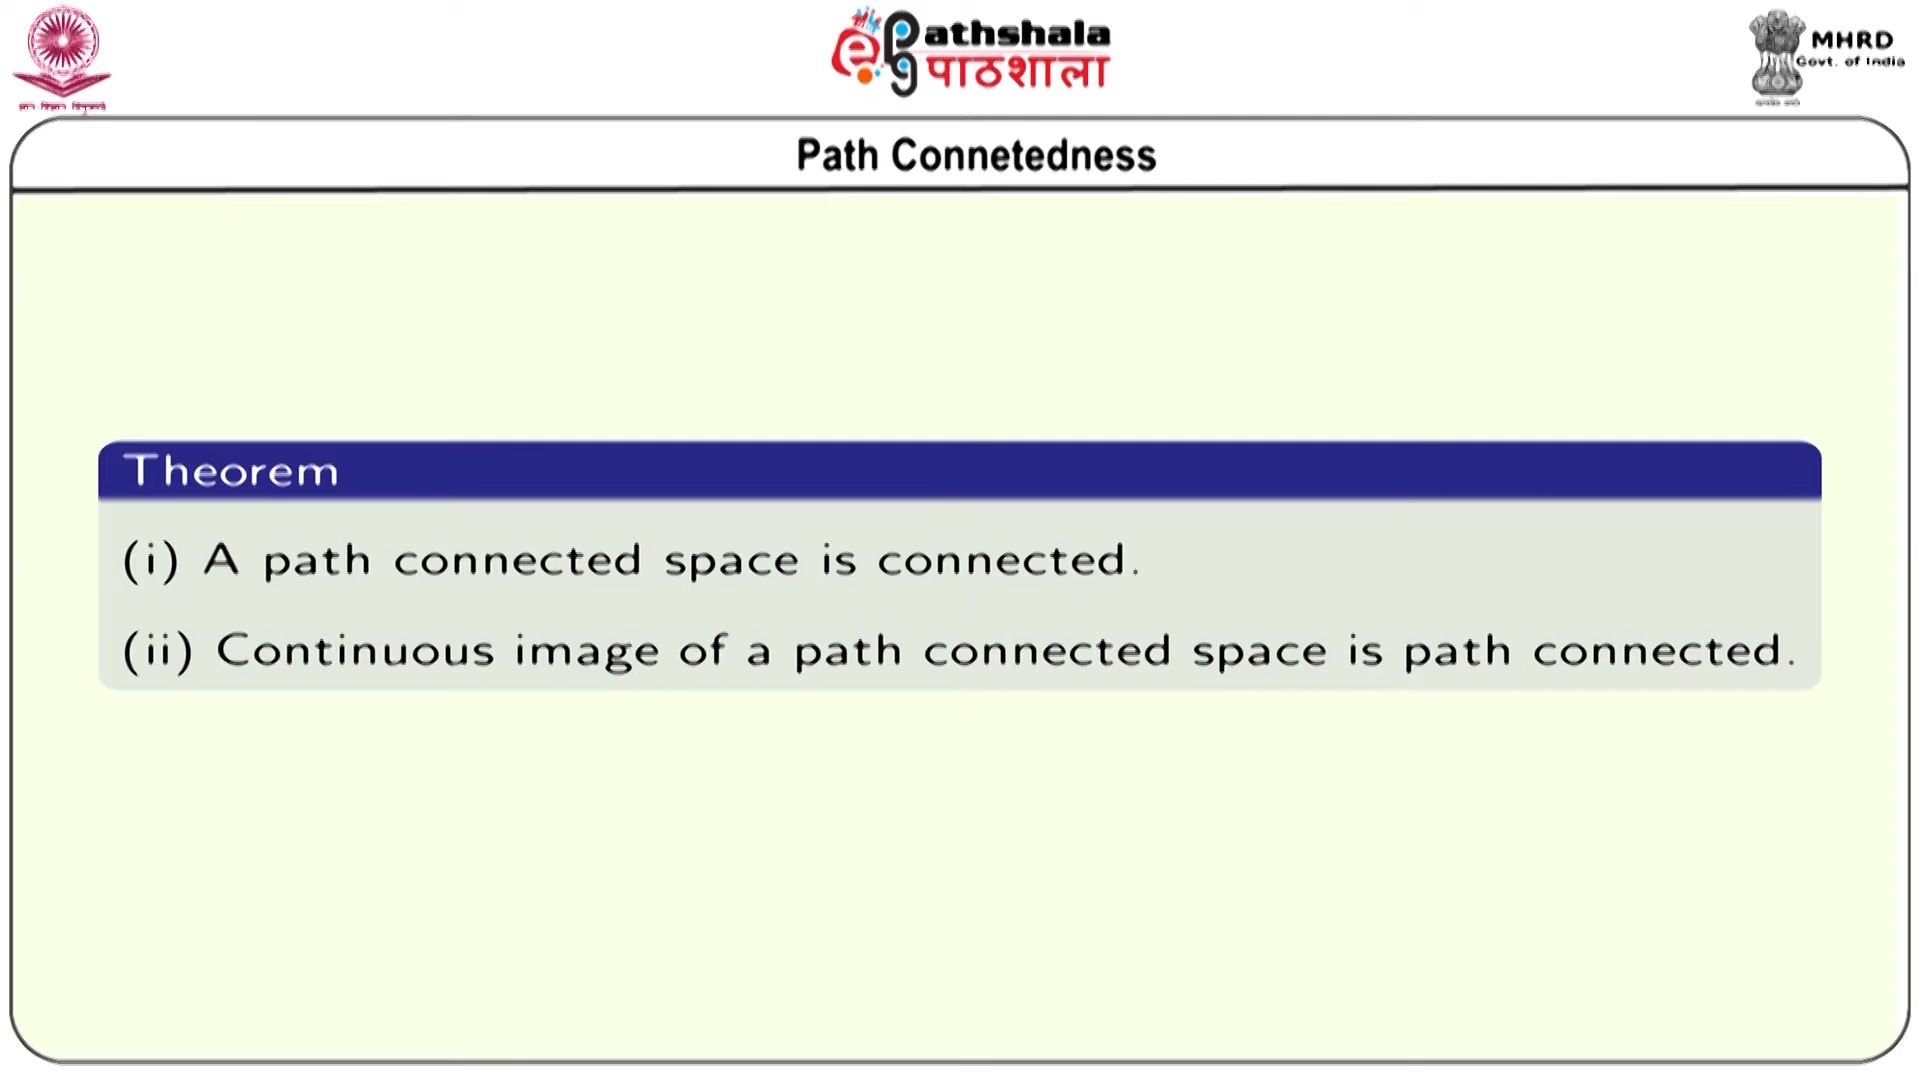 athshala
पाठशाला
MHRD
Govt. of India
Path Connetedness
Theorem
(i) A path connected space is connected.
(ii) Continuous image of a path connected space is path connected.